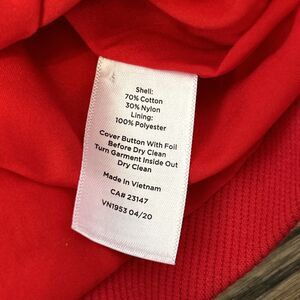 Shell:
70% Cotton
30% Nylon
Lining:
100% Polyester
Cover Button With Foil
Before Dry Clean
Turn Garment Inside Out
Dry Clean
Made In Vietnam
CA# 23147
VN1953 04/20